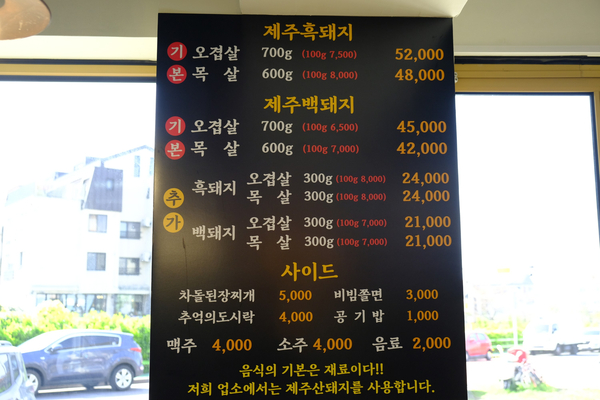 제주흑돼지
기 오겹살 700g (100g 7,500) 52,000
본 목 살 600g (100g 8,000) 48,000
제주백돼지
기 오겹살 700g (100g 6,500) 45,000
본 목 살 600g (100g 7,000) 42,000
추가
흑돼지
오겹살 300g (100g 8,000) 24,000
목 살 300g (100g 8,000) 24,000
백돼지
오겹살 300g (100g 7,000) 21,000
목 살 300g (100g 7,000) 21,000
사이드
차돌된장찌개 5,000 비빔쫄면 3,000
추억의도시락 4,000 공 기 밥 1,000
맥주 4,000 소주 4,000 음료 2,000
음식의 기본은 재료이다!!
저희 업소에서는 제주산돼지를 사용합니다.